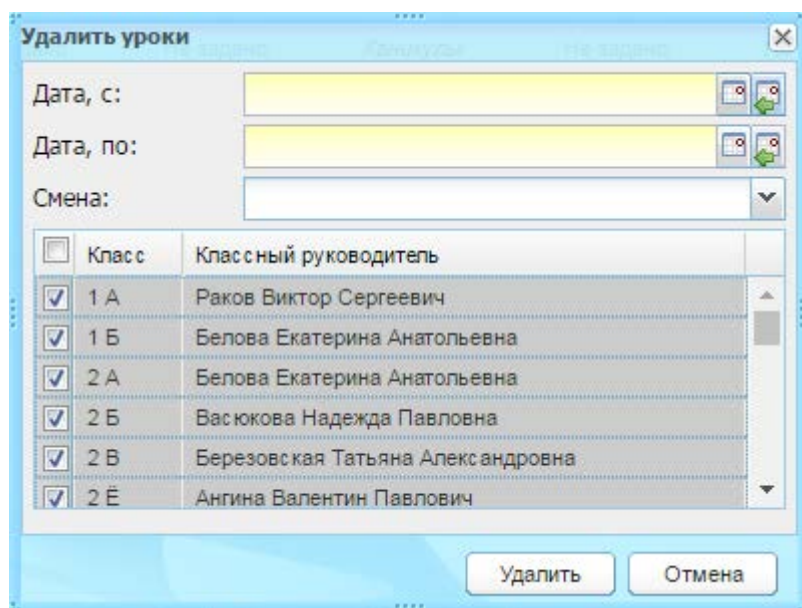 Удалить уроки
Дата, с:
Дата, по:
Смена:
Класс Классный руководитель
1 А Раков Виктор Сергеевич
1 Б Белова Екатерина Анатольевна
2 А Белова Екатерина Анатольевна
2 Б Васюкова Надежда Павловна
2 В Березовская Татьяна Александровна
2 Ё Ангина Валентин Павлович
Удалить Отмена